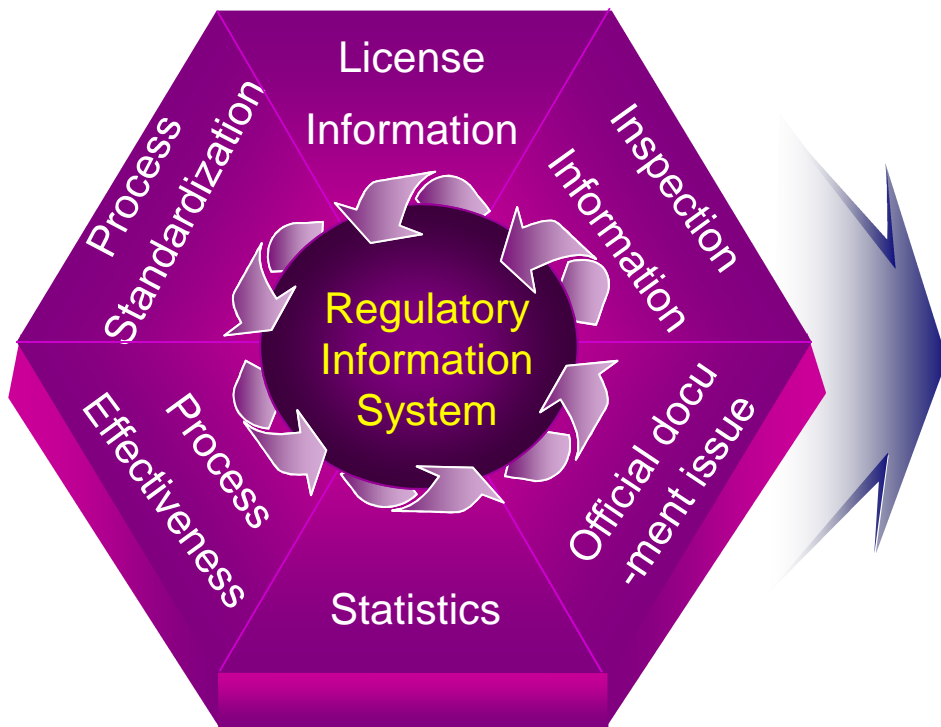 License
Information
Inspection
Information
Official docu
-ment issue
Statistics
Process
Effectiveness
Process
Standardization
Regulatory
Information
System